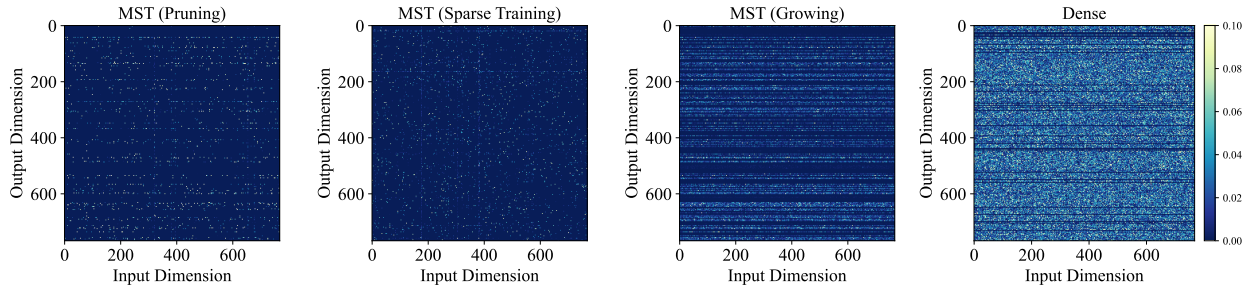 MST (Pruning)
MST (Sparse Training)
MST (Growing)
Dense
0
200
400
600
Output Dimension
0 200 400 600
Input Dimension
0
200
400
600
Output Dimension
0 200 400 600
Input Dimension
0
200
400
600
Output Dimension
0 200 400 600
Input Dimension
0
200
400
600
Output Dimension
0 200 400 600
Input Dimension
0.10
0.08
0.06
0.04
0.02
0.00